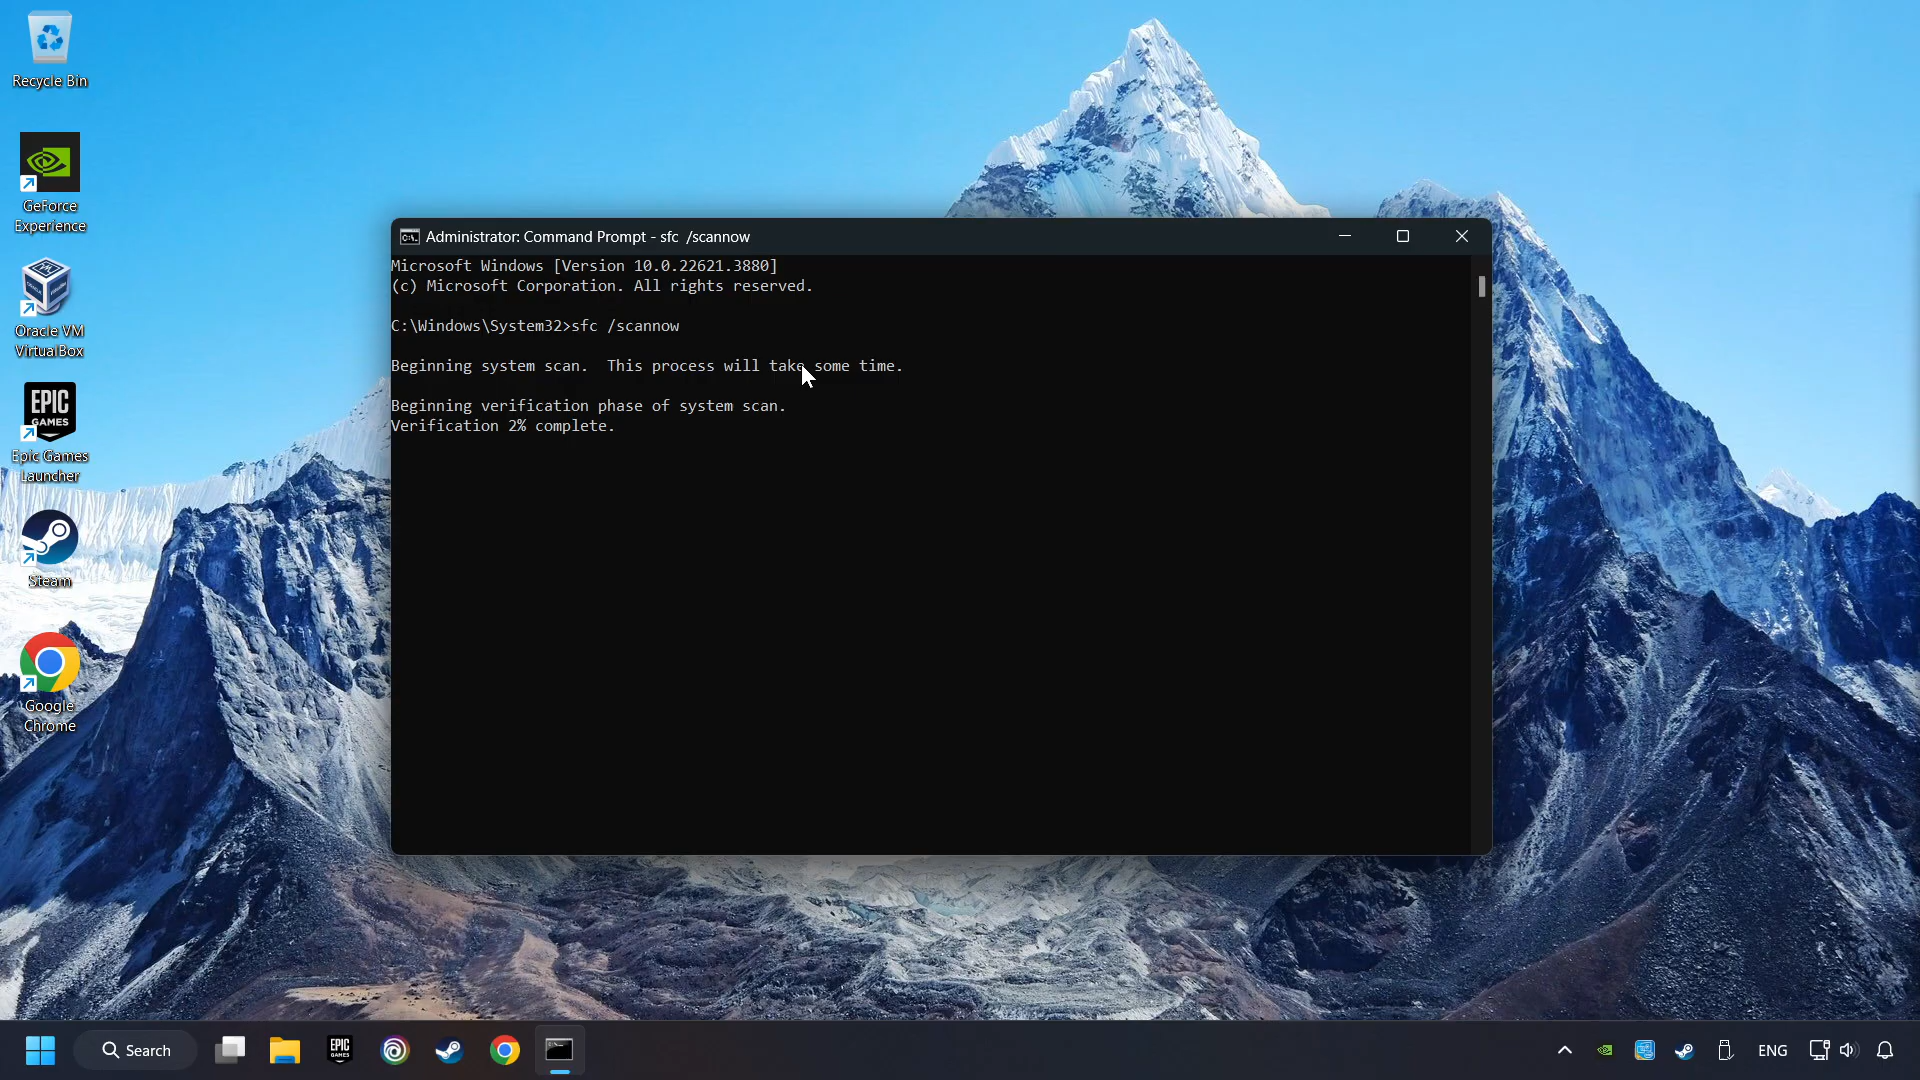 Recycle Bin
GeForce
Experience
Oracle VM
VirtualBox
EPIC
GAMES
Epic Games
Launcher
Steam
Google
Chrome
Administrator: Command Prompt - sfc  /scannow
Microsoft Windows [Version 10.0.22621.3880]
(c) Microsoft Corporation. All rights reserved.
C:\Windows\System32>sfc /scannow
Beginning system scan.  This process will take some time.
Beginning verification phase of system scan.
Verification 2% complete.
Search
EPIC
GAMES
ENG